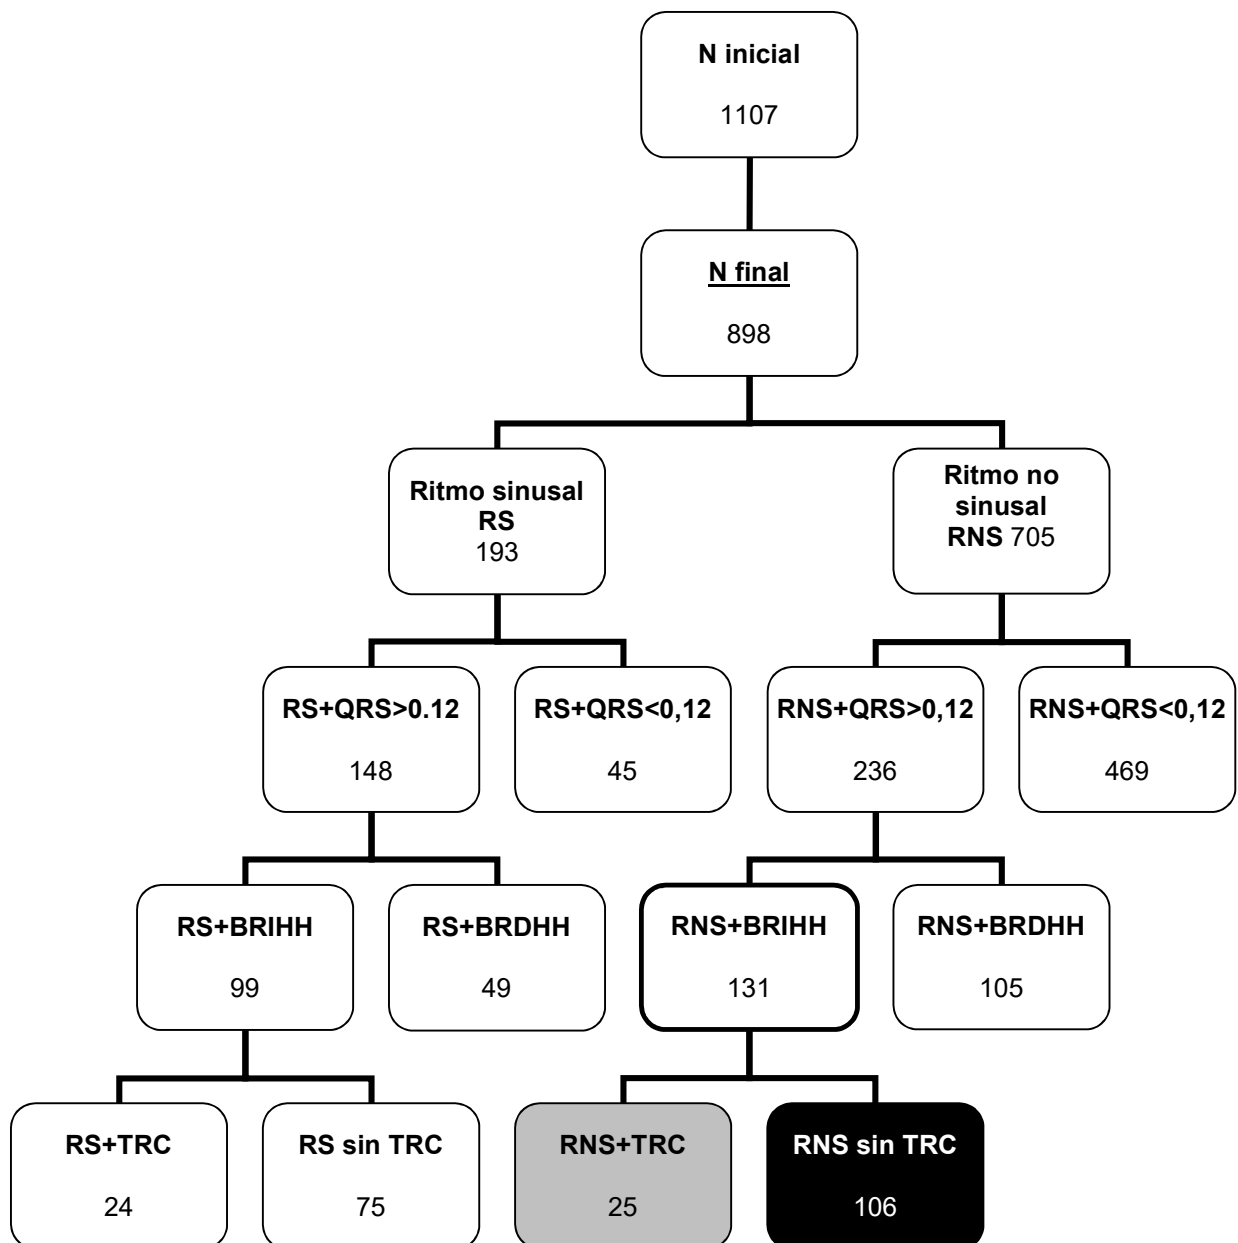 N inicial
1107
N final
898
Ritmo sinusal
RS
193
Ritmo no
sinusal
RNS 705
RS+QRS>0.12
148
RS+QRS<0,12
45
RNS+QRS>0,12
236
RNS+QRS<0,12
469
RS+BRIHH
99
RS+BRDHH
49
RNS+BRIHH
131
RNS+BRDHH
105
RS+TRC
24
RS sin TRC
75
RNS+TRC
25
RNS sin TRC
106